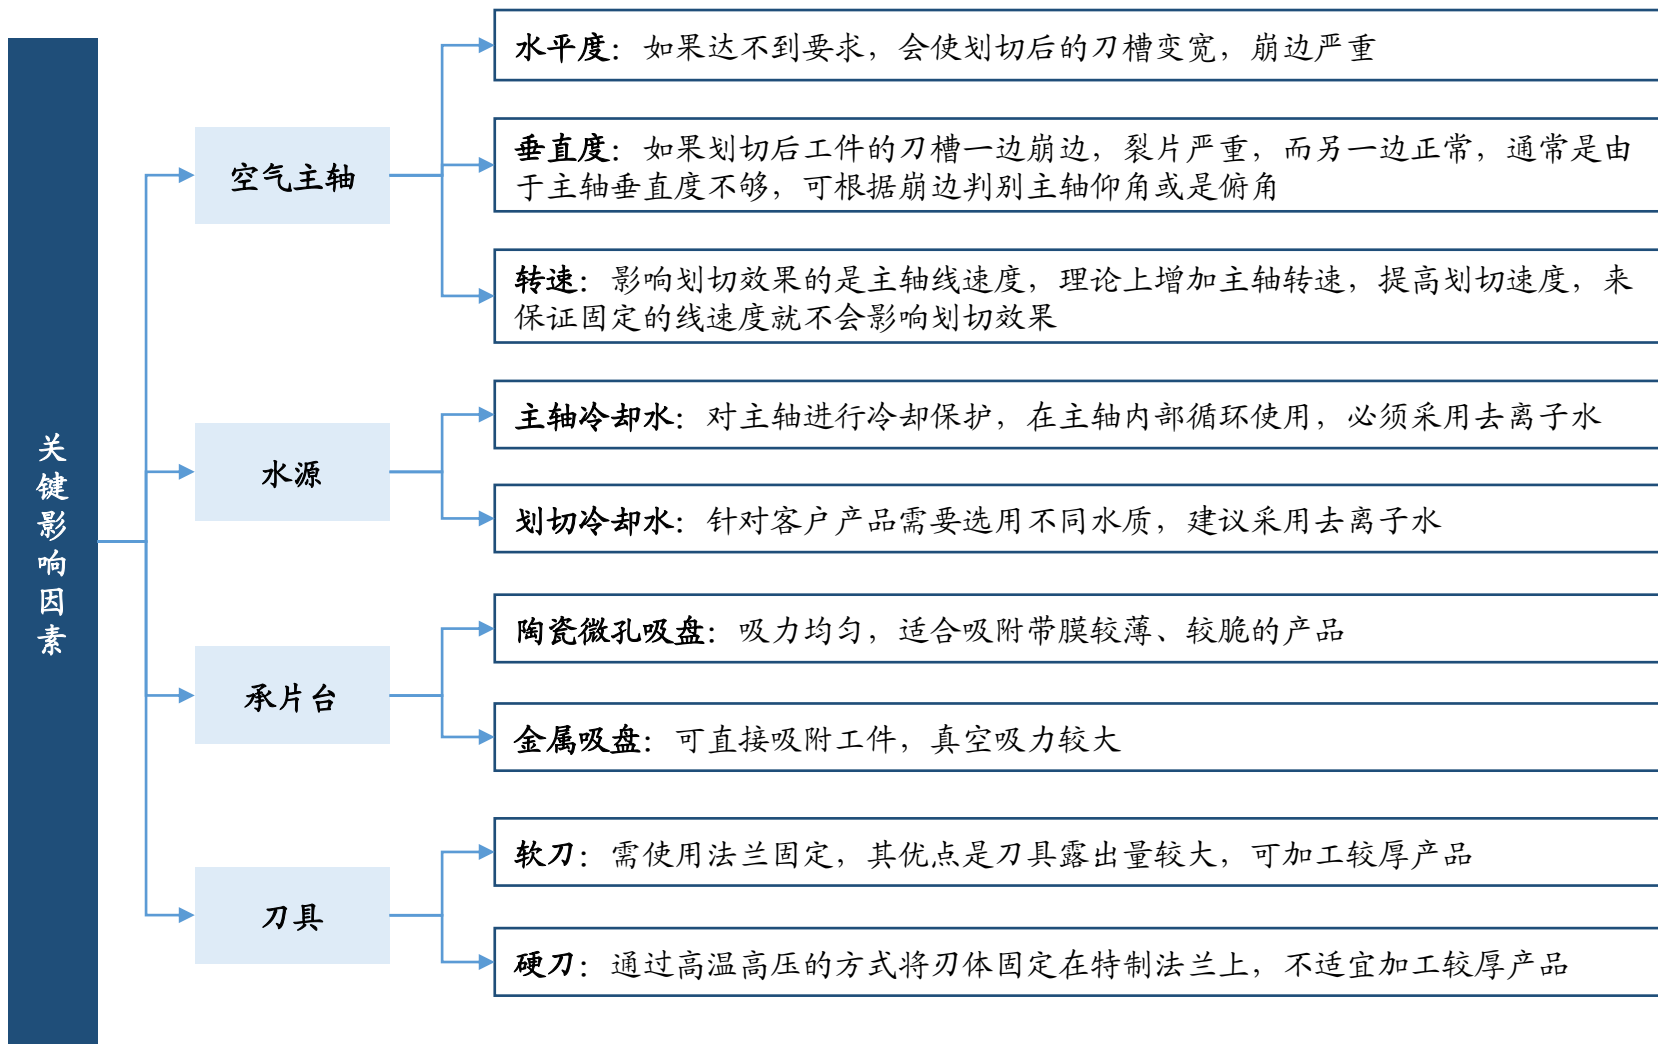 关键影响因素
空气主轴
水平度：如果达不到要求，会使划切后的刀槽变宽，崩边严重
垂直度：如果划切后工件的刀槽一边崩边，裂片严重，而另一边正常，通常是由
于主轴垂直度不够，可根据崩边判别主轴仰角或是俯角
转速：影响划切效果的是主轴线速度，理论上增加主轴转速，提高划切速度，来
保证固定的线速度就不会影响划切效果
水源
主轴冷却水：对主轴进行冷却保护，在主轴内部循环使用，必须采用去离子水
划切冷却水：针对客户产品需要选用不同水质，建议采用去离子水
承片台
陶瓷微孔吸盘：吸力均匀，适合吸附带膜较薄、较脆的产品
金属吸盘：可直接吸附工件，真空吸力较大
刀具
软刀：需使用法兰固定，其优点是刀具露出量较大，可加工较厚产品
硬刀：通过高温高压的方式将刃体固定在特制法兰上，不适宜加工较厚产品